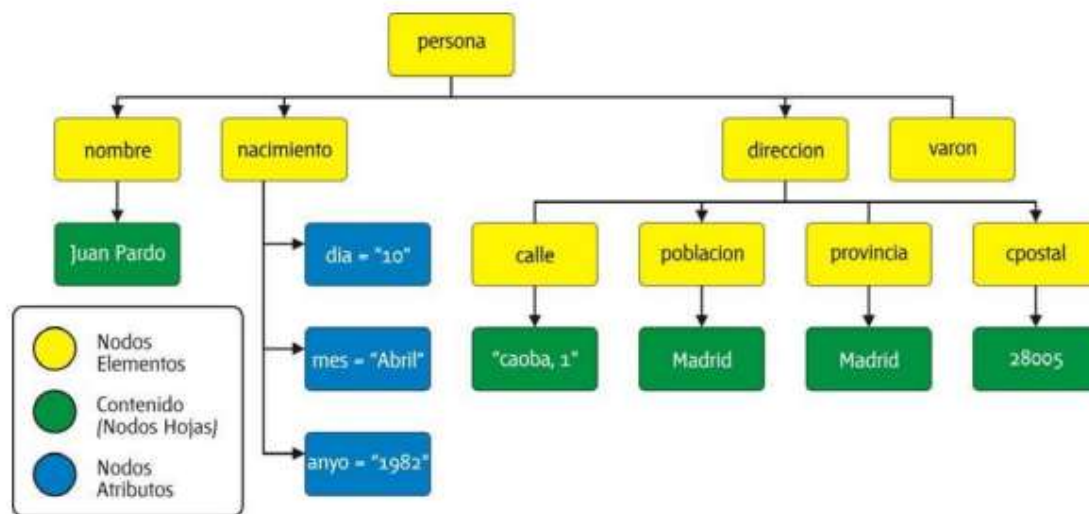 persona
nombre
nacimiento
direccion
varon
Juan Pardo
dia = "10"
calle
poblacion
provincia
cpostal
mes = "Abril"
"caoba, 1"
Madrid
Madrid
28005
anyo = "1982"
Nodos
Elementos
Contenido
(Nodos Hojas)
Nodos
Atributos